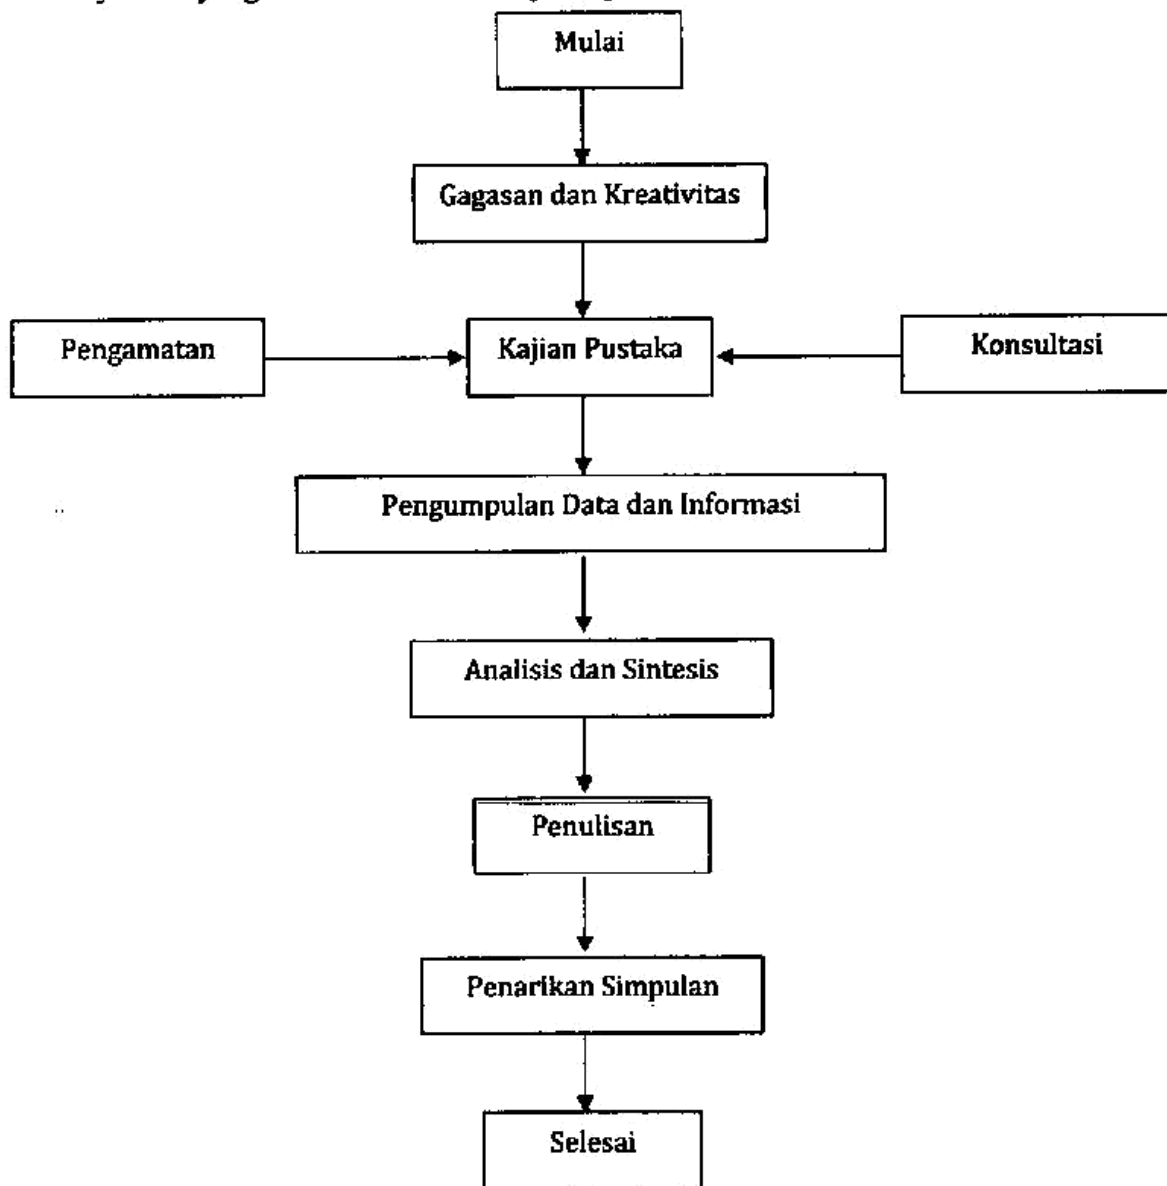 Mulai
Gagasan dan Kreativitas
Pengamatan
Kajian Pustaka
Konsultasi
Pengumpulan Data dan Informasi
Analisis dan Sintesis
Penulisan
Penarikan Simpulan
Selesai